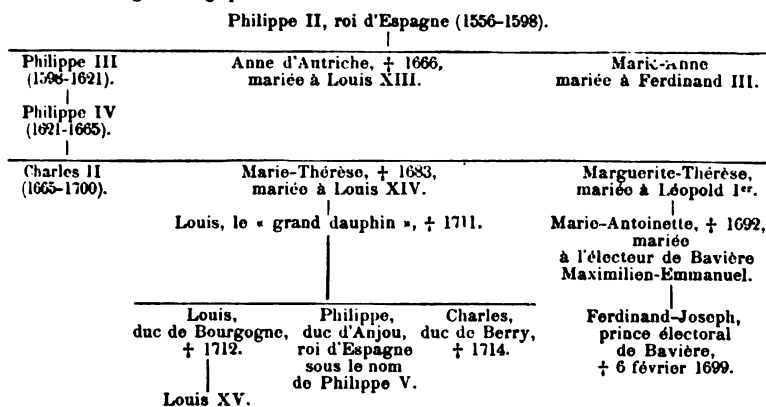 Philippe II, roi d'Espagne (1556-1598).
Philippe III
(1598-1621).
Anne d'Autriche, † 1666,
mariée à Louis XIII.
Marie-Anne
mariée à Ferdinand III.
Philippe IV
(1621-1665).
Charles II
(1665-1700).
Marie-Thérèse, † 1683,
mariée à Louis XIV.
Marguerite-Thérèse,
mariée à Léopold Ier.
Louis, le « grand dauphin », † 1711.
Marie-Antoinette, † 1692,
mariée
à l'électeur de Bavière
Maximilien-Emmanuel.
Louis,
duc de Bourgogne,
† 1712.
Philippe,
duc d'Anjou,
roi d'Espagne
sous le nom
de Philippe V.
Charles,
duc de Berry,
† 1714.
Ferdinand-Joseph,
prince électoral
de Bavière,
† 6 février 1699.
Louis XV.